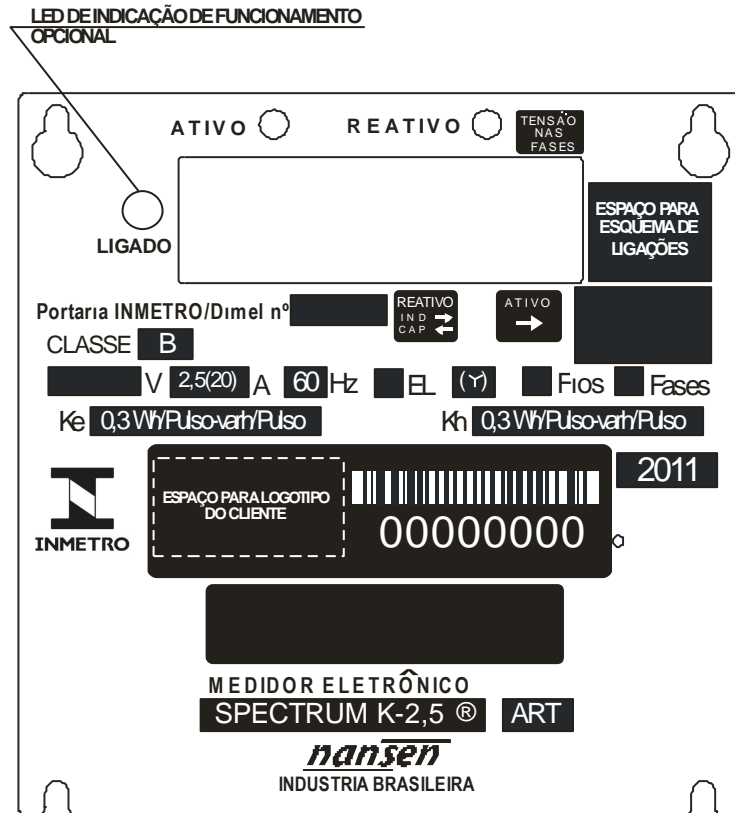 LED DE INDICAÇÃO DE FUNCIONAMENTO
OPCIONAL
ATIVO REATIVO TENSÃO
NAS
FASES
LIGADO
ESPAÇO PARA
ESQUEMA DE
LIGAÇÕES
Portaria INMETRO/Dimel nº
REATIVO
IND →
CAP ←
ATIVO
→
CLASSE B
V 2,5(20) A 60 Hz EL (Y) Fios Fases
Ke 0,3 Wh/Pulso-varh/Pulso Kh 0,3 Wh/Pulso-varh/Pulso
2011
INMETRO
ESPAÇO PARA LOGOTIPO
DO CLIENTE
00000000
MEDIDOR ELETRÔNICO
SPECTRUM K-2,5 ® ART
nansen
INDUSTRIA BRASILEIRA